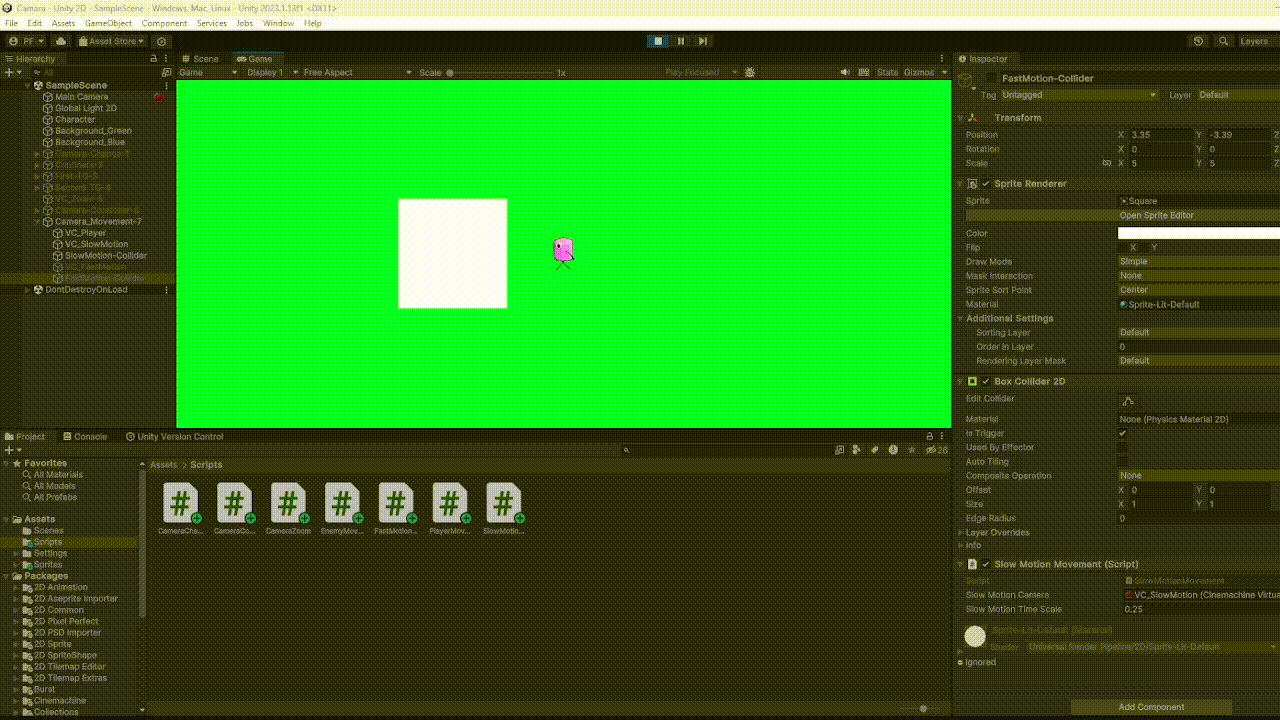 Camara - Unity 2D - SampleScene - Windows, Mac, Linux - Unity 2023.1.13f1 <DX11>
File Edit Assets GameObject Component Services Tools Jobs Window Help
PF Asset Store Layers
Hierarchy
All
SampleScene
Main Camera
Global Light 2D
Character
Background_Green
Background_Blue
Camera-Change-1
Confiners-2
First-TG-3
Second-TG-4
VC_Zoom-5
Camera-Controller-6
Camera_Movement-7
VC_Player
VC_SlowMotion
SlowMotion-Collider
VC_FastMotion
FastMotion-Collider
DontDestroyOnLoad
Scene Game
Game Display 1 Free Aspect Scale 1x Play Focused Stats Gizmos
Inspector
FastMotion-Collider
Tag Untagged Layer Default
Transform
Position X 3.35 Y -3.39 Z
Rotation X 0 Y 0 Z
Scale X 5 Y 5 Z
Sprite Renderer
Sprite Square
Open Sprite Editor
Color
Flip X Y
Draw Mode Simple
Mask Interaction None
Sprite Sort Point Center
Material Sprite-Lit-Default
Additional Settings
Sorting Layer Default
Order in Layer 0
Rendering Layer Mask Default
Box Collider 2D
Edit Collider
Material None (Physics Material 2D)
Is Trigger
Used By Effector
Auto Tiling
Composite Operation None
Offset X 0 Y 0
Size X 1 Y 1
Edge Radius 0
Layer Overrides
Info
Slow Motion Movement (Script)
Script SlowMotionMovement
Slow Motion Camera VC_SlowMotion (Cinemachine Virtua
Slow Motion Time Scale 0.25
Sprite-Lit-Default (Material)
Shader Universal Render Pipeline/2D/Sprite-Lit-Default
Ignored
Add Component
Project Console Unity Version Control
26
Favorites
All Materials
All Models
All Prefabs
Assets
Scenes
Scripts
Settings
Sprites
Packages
2D Animation
2D Aseprite Importer
2D Common
2D Pixel Perfect
2D PSD Importer
2D Sprite
2D SpriteShape
2D Tilemap Editor
2D Tilemap Extras
Burst
Cinemachine
Collections
Assets > Scripts
CameraCha... CameraCo... CameraZoom EnemyMov... FastMotion... PlayerMov... SlowMotio...